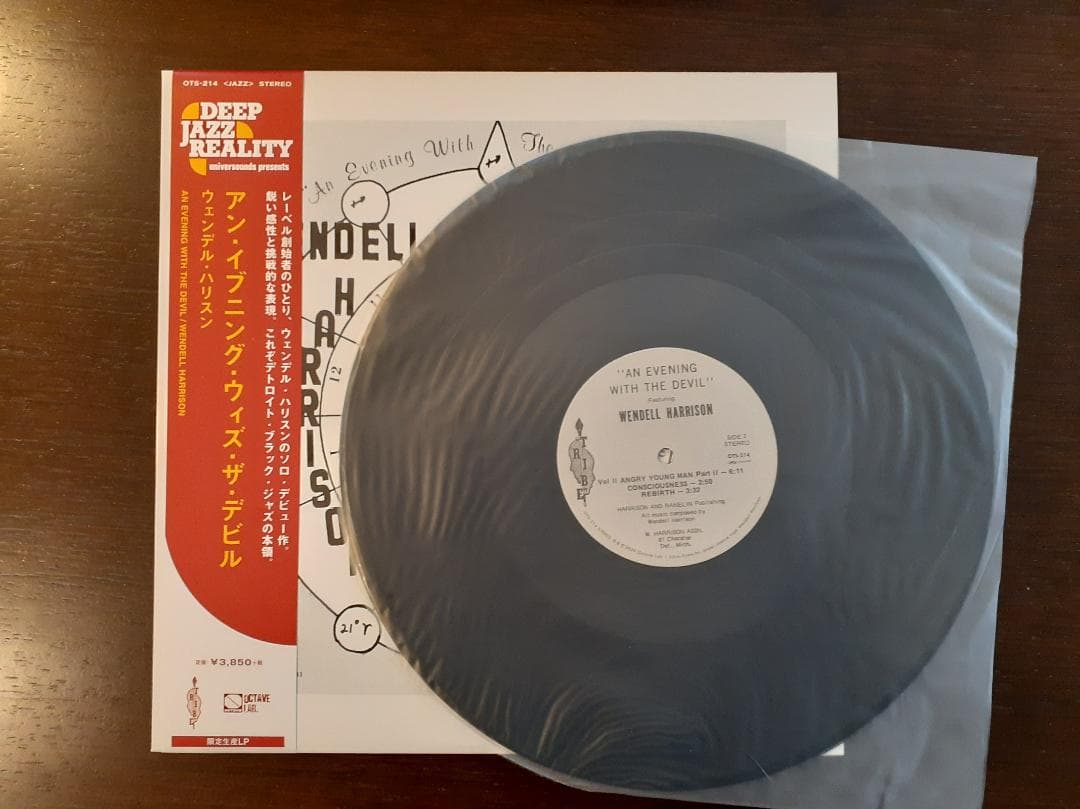 OTS-214 <JAZZ> STEREO
DEEP
JAZZ
REALITY
universounds presents
レーベル創始者のひとり、ウェンデル・ハリスンのソロ・デビュー作。
鋭い感性と挑戦的な表現。これぞデトロイト・ブラック・ジャズの本領。
アン・イブニング・ウィズ・ザ・デビル
ウェンデル・ハリスン
AN EVENING WITH THE DEVIL / WENDELL HARRISON
定価 ¥3,850+税
TRIBE
OCTAVE
LAB.
限定生産LP
"An Evening With The
NDELL
HARRISO
12
11
21°
"AN EVENING
WITH THE DEVIL"
Featuring
WENDELL HARRISON
TRIBE
SIDE 2
STEREO
OTS-214
Vol II ANGRY YOUNG MAN Part II — 6:11
CONSCIOUSNESS — 2:50
REBIRTH — 3:32
HARRISON AND RANELIN Publishing
All music composed by
Wendell Harrison
W. HARRISON ASSN.
81 Chandler
Det., Mich.